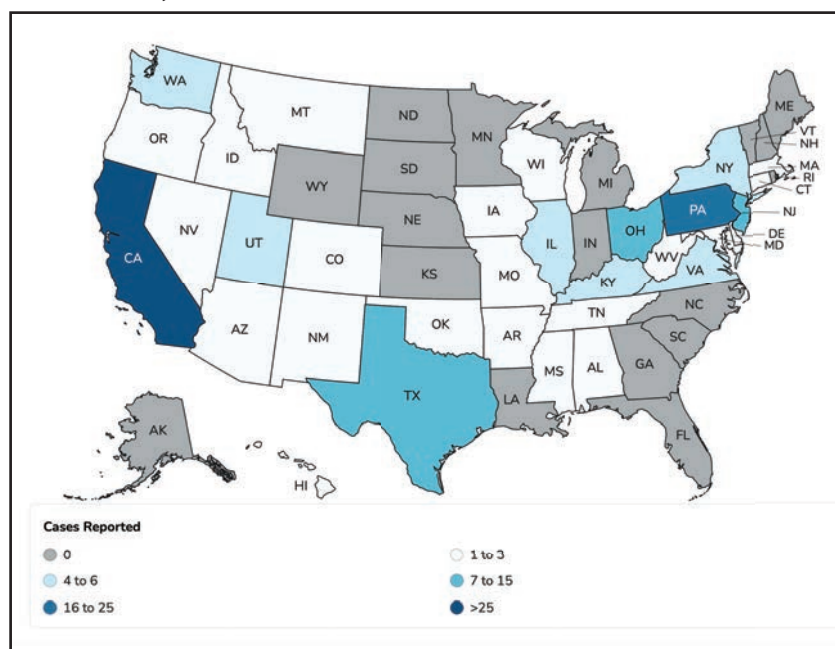 WA
MT
ND
MN
ME
OR
ID
SD
WI
VT
NH
WY
MI
NY
MA
RI
CT
NV
UT
NE
IA
PA
NJ
CA
CO
IL
IN
OH
DE
MD
KS
MO
WV
VA
KY
AZ
NM
OK
AR
TN
NC
SC
TX
MS
AL
GA
LA
AK
FL
HI
Cases Reported
0
1 to 3
4 to 6
7 to 15
16 to 25
>25